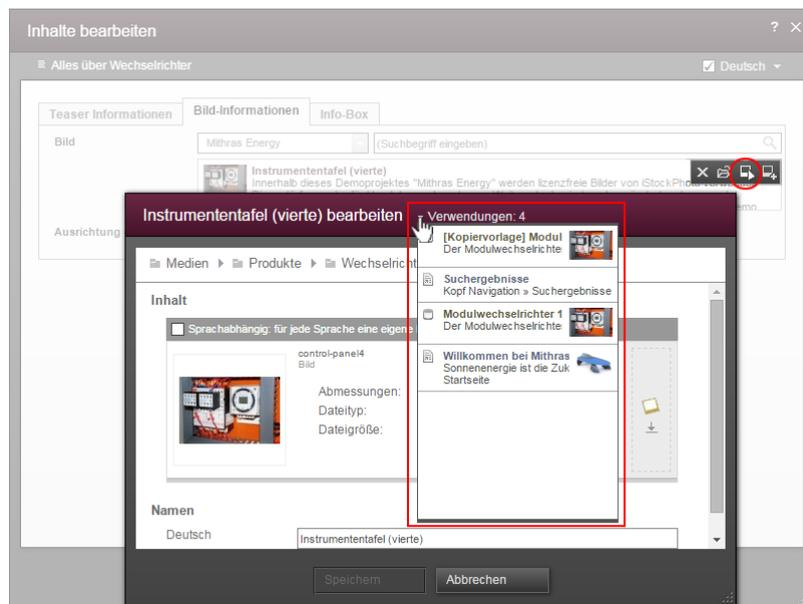 Inhalte bearbeiten
? ×
Alles über Wechselrichter
Deutsch
Teaser Informationen
Bild-Informationen
Info-Box
Bild
Mithras Energy
(Suchbegriff eingeben)
Instrumententafel (vierte)
Innerhalb dieses Demoprojektes "Mithras Energy" werden lizenzfreie Bilder von iStockPhoto
Ausrichtung
Instrumententafel (vierte) bearbeiten
Verwendungen: 4
[Kopiervorlage] Modul
Der Modulwechselrichte
Medien
Produkte
Wechselricht
Suchergebnisse
Kopf Navigation » Suchergebnisse
Inhalt
Modulwechselrichter 1
Der Modulwechselrichte
Sprachabhängig: für jede Sprache eine eigene
control-panel4
Bild
Willkommen bei Mithras
Sonnenenergie ist die Zuk
Startseite
Abmessungen:
Dateityp:
Dateigröße:
Namen
Deutsch
Instrumententafel (vierte)
Speichern
Abbrechen